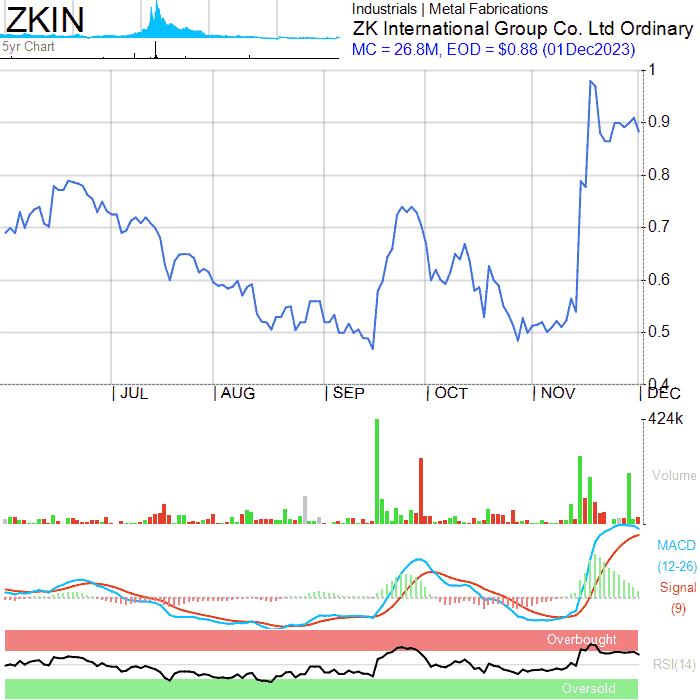 ZKIN
5yr Chart
Industrials | Metal Fabrications
ZK International Group Co. Ltd Ordinary
MC = 26.8M, EOD = $0.88 (01Dec2023)
1
0.9
0.8
0.7
0.6
0.5
0.4
JUL AUG SEP OCT NOV DEC
424k
Volume
MACD
(12-26)
Signal
(9)
Overbought
RSI(14)
Oversold